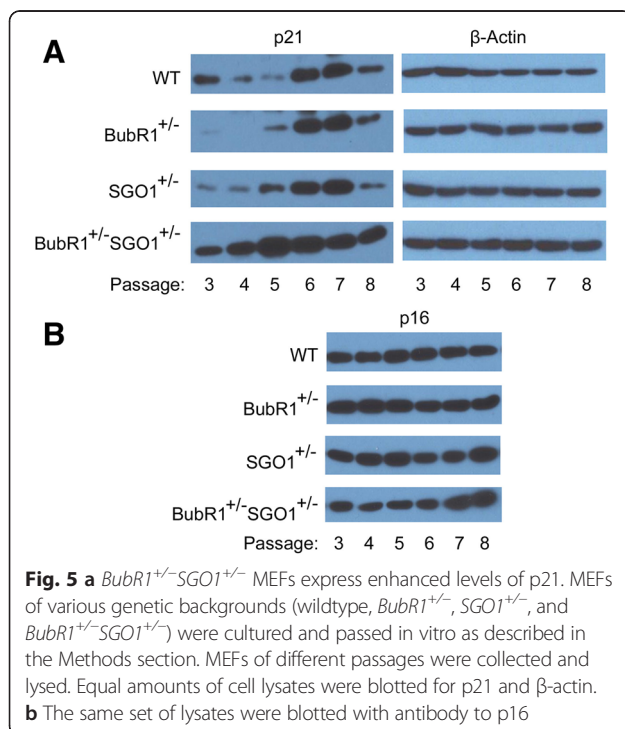 A
p21
β-Actin
WT
BubR1+/-
SGO1+/-
BubR1+/-SGO1+/-
Passage: 3 4 5 6 7 8 3 4 5 6 7 8
B
p16
WT
BubR1+/-
SGO1+/-
BubR1+/-SGO1+/-
Passage: 3 4 5 6 7 8
Fig. 5 a BubR1+/−SGO1+/− MEFs express enhanced levels of p21. MEFs
of various genetic backgrounds (wildtype, BubR1+/−, SGO1+/−, and
BubR1+/−SGO1+/−) were cultured and passed in vitro as described in
the Methods section. MEFs of different passages were collected and
lysed. Equal amounts of cell lysates were blotted for p21 and β-actin.
b The same set of lysates were blotted with antibody to p16